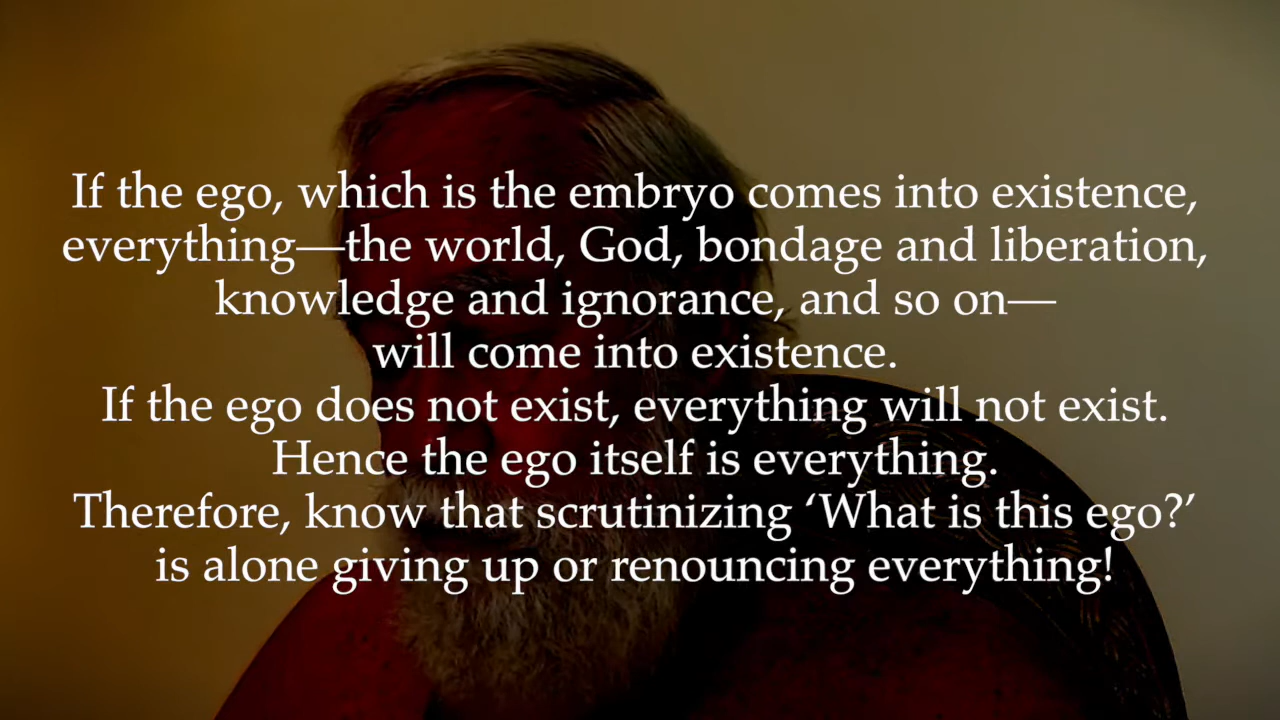 If the ego, which is the embryo comes into existence,
everything—the world, God, bondage and liberation,
knowledge and ignorance, and so on—
will come into existence.
If the ego does not exist, everything will not exist.
Hence the ego itself is everything.
Therefore, know that scrutinizing ‘What is this ego?’
is alone giving up or renouncing everything!